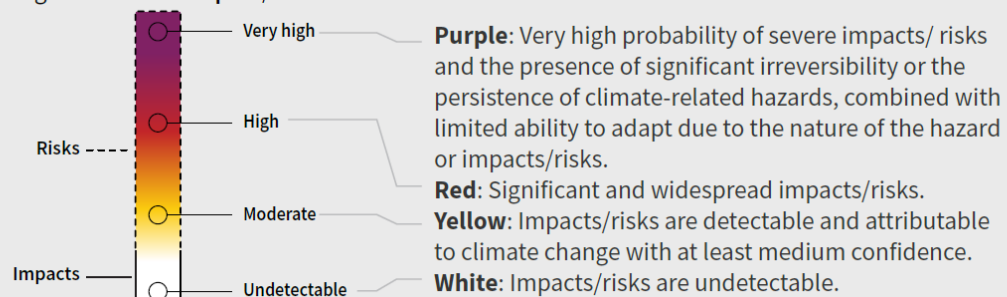 Very high
High
Risks
Moderate
Impacts
Undetectable
Purple: Very high probability of severe impacts/ risks
and the presence of significant irreversibility or the
persistence of climate-related hazards, combined with
limited ability to adapt due to the nature of the hazard
or impacts/risks.
Red: Significant and widespread impacts/risks.
Yellow: Impacts/risks are detectable and attributable
to climate change with at least medium confidence.
White: Impacts/risks are undetectable.